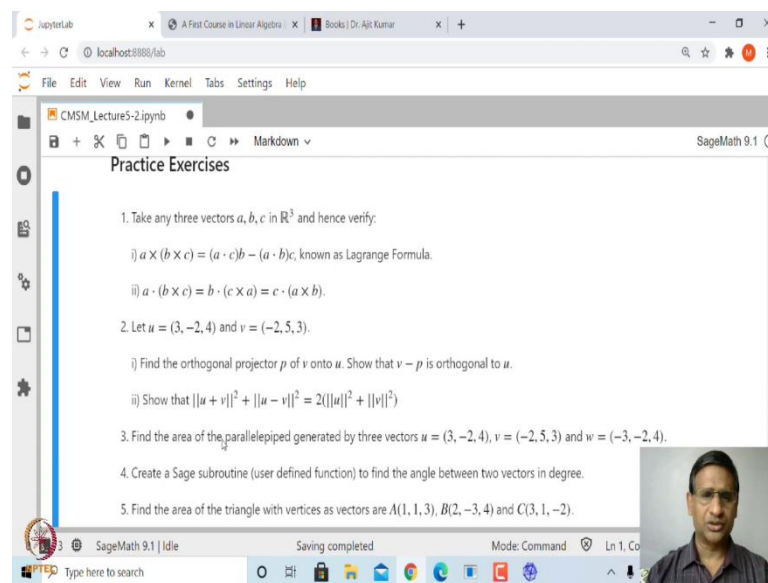 JupyterLab
A First Course in Linear Algebra
Books | Dr. Ajit Kumar
localhost:8888/lab
M
File Edit View Run Kernel Tabs Settings Help
CMSM_Lecture5-2.ipynb
Markdown
SageMath 9.1
Practice Exercises
1. Take any three vectors a, b, c in ℝ³ and hence verify:
i) a × (b × c) = (a · c)b − (a · b)c, known as Lagrange Formula.
ii) a · (b × c) = b · (c × a) = c · (a × b).
2. Let u = (3, −2, 4) and v = (−2, 5, 3).
i) Find the orthogonal projector p of v onto u. Show that v − p is orthogonal to u.
ii) Show that ||u + v||² + ||u − v||² = 2(||u||² + ||v||²)
3. Find the area of the parallelepiped generated by three vectors u = (3, −2, 4), v = (−2, 5, 3) and w = (−3, −2, 4).
4. Create a Sage subroutine (user defined function) to find the angle between two vectors in degree.
5. Find the area of the triangle with vertices as vectors are A(1, 1, 3), B(2, −3, 4) and C(3, 1, −2).
3 SageMath 9.1 | Idle Saving completed Mode: Command Ln 1, Co
NPTEL
Type here to search